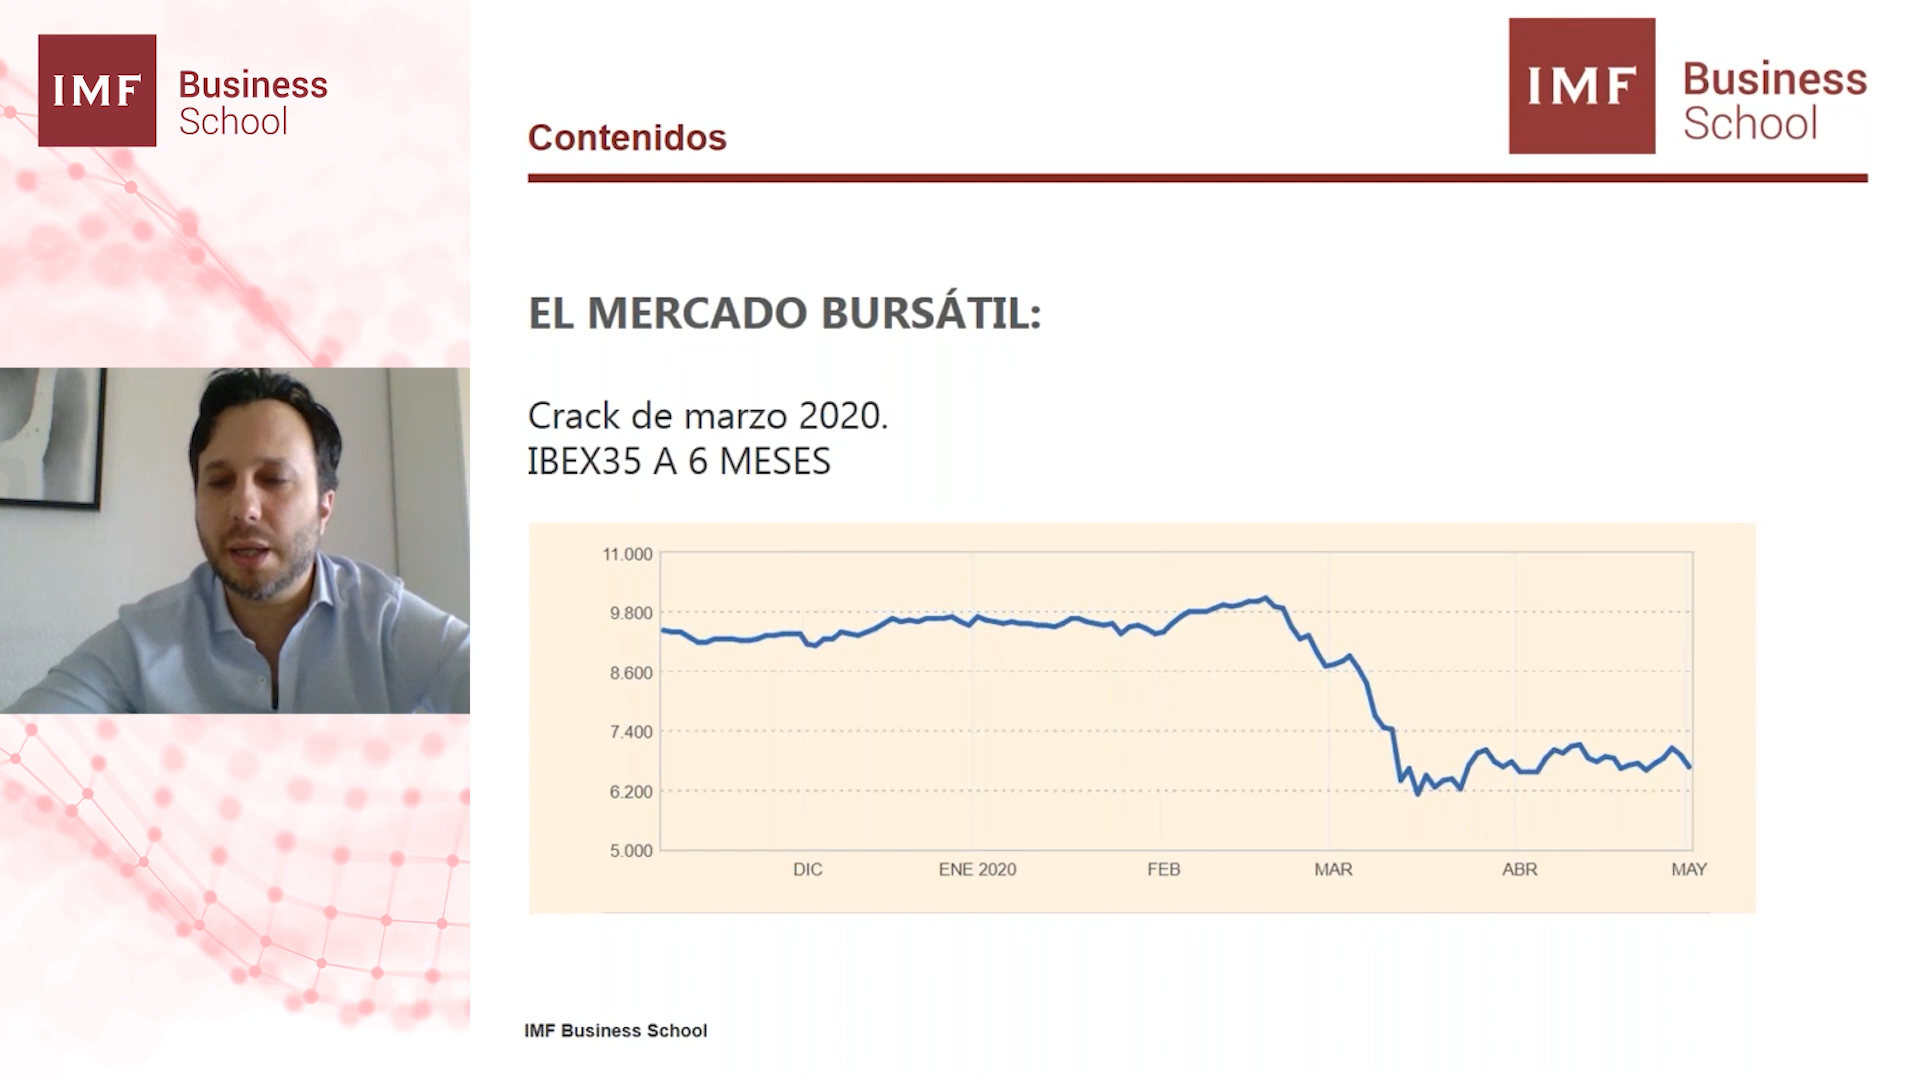 IMF Business
School
IMF Business
School
Contenidos
EL MERCADO BURSÁTIL:
Crack de marzo 2020.
IBEX35 A 6 MESES
11.000
9.800
8.600
7.400
6.200
5.000
DIC ENE 2020 FEB MAR ABR MAY
IMF Business School